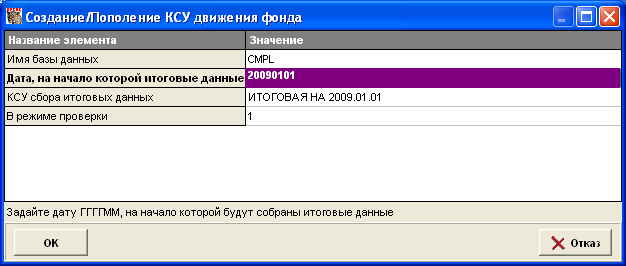 Создание/Пополение КСУ движения фонда
Название элемента Значение
Имя базы данных CMPL
Дата, на начало которой итоговые данные 20090101
КСУ сбора итоговых данных ИТОГОВАЯ НА 2009.01.01
В режиме проверки 1
Задайте дату ГГГГММ, на начало которой будут собраны итоговые данные
OK Отказ